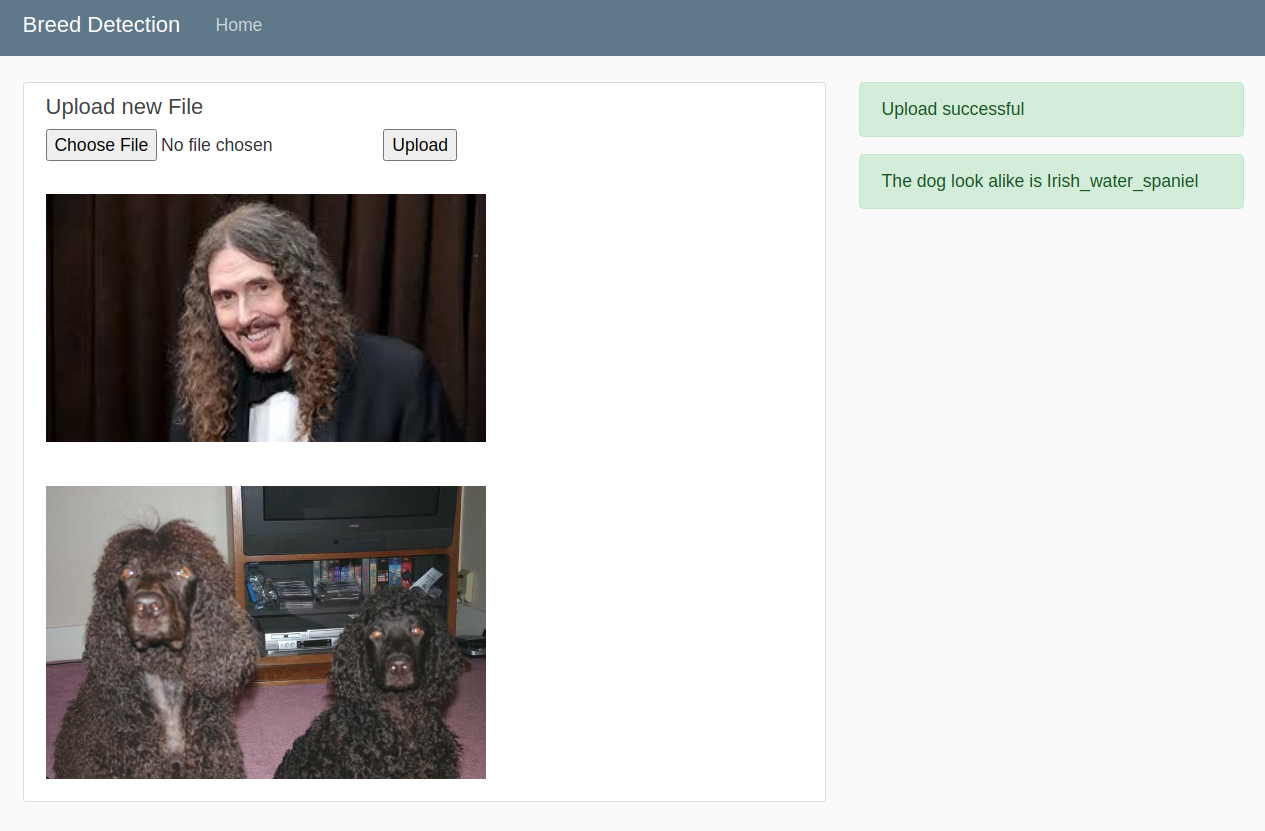 Breed Detection Home
Upload new File
Choose File No file chosen Upload
Upload successful
The dog look alike is Irish_water_spaniel